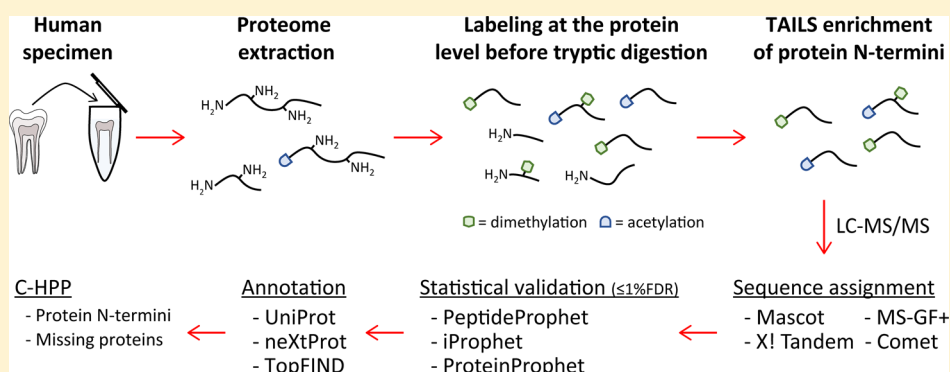 Human
specimen
Proteome
extraction
Labeling at the protein
level before tryptic digestion
TAILS enrichment
of protein N-termini
H₂N
NH₂
NH₂
NH₂
NH₂
H₂N
NH₂
H₂N
H₂N
H₂N
= dimethylation
= acetylation
LC-MS/MS
C-HPP
- Protein N-termini
- Missing proteins
Annotation
- UniProt
- neXtProt
- TopFIND
Statistical validation (≤1%FDR)
- PeptideProphet
- iProphet
- ProteinProphet
Sequence assignment
- Mascot - MS-GF+
- X! Tandem - Comet